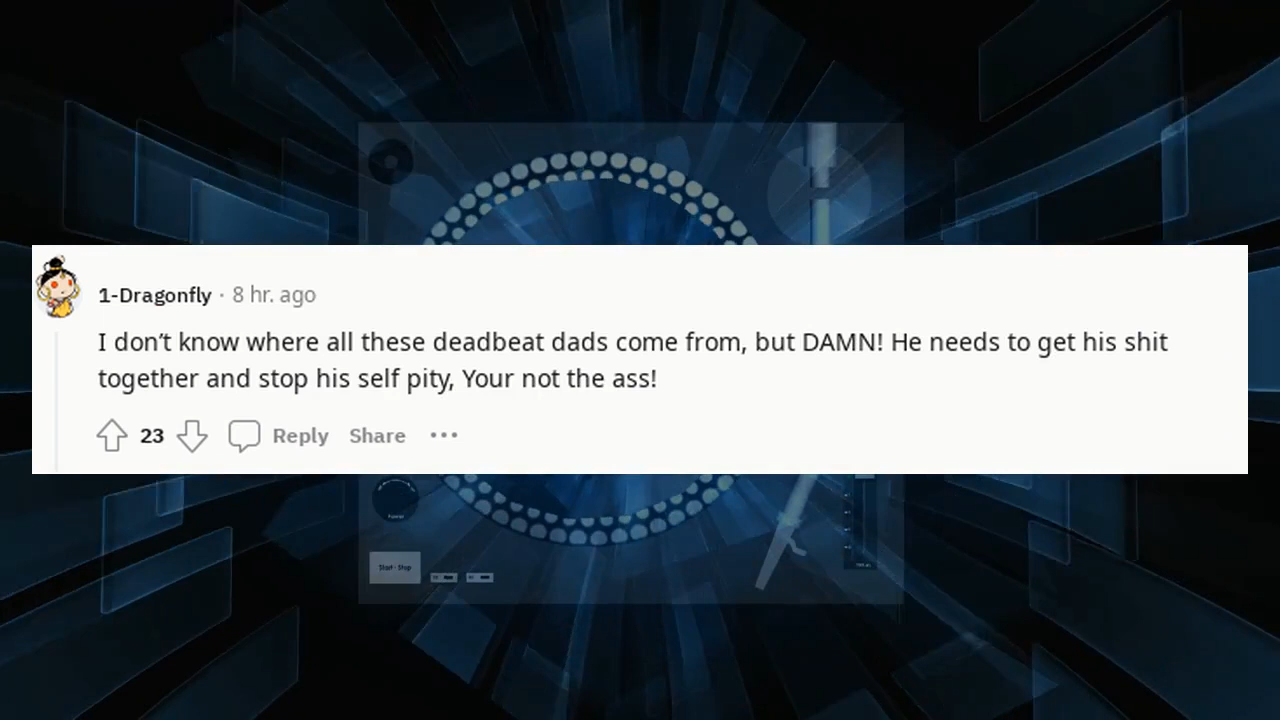 1-Dragonfly · 8 hr. ago
I don’t know where all these deadbeat dads come from, but DAMN! He needs to get his shit
together and stop his self pity, Your not the ass!
23 Reply Share •••
Start - Stop